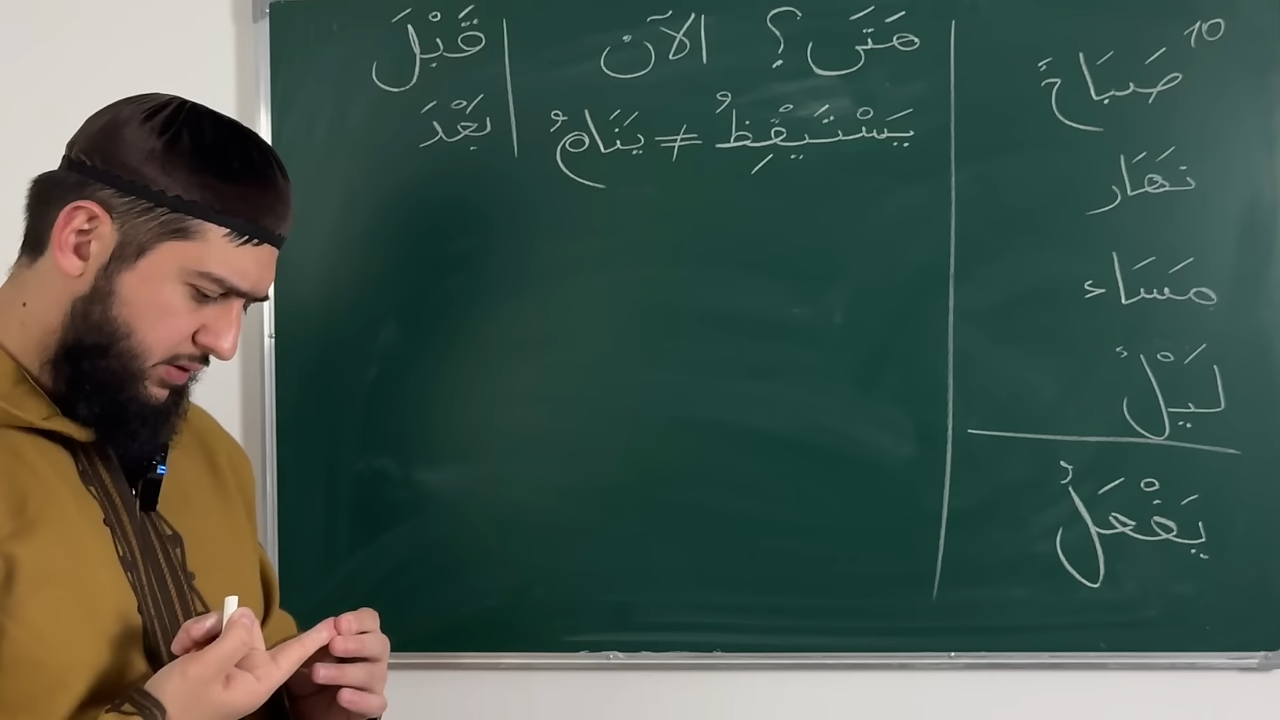 10
صَبَاحٌ
نَهَار
مَسَاء
لَيْلٌ
يَفْعَلُ
مَتَى؟ الآن
يَسْتَيْقِظُ ≠ يَنَامُ
قَبْلَ
بَعْدَ